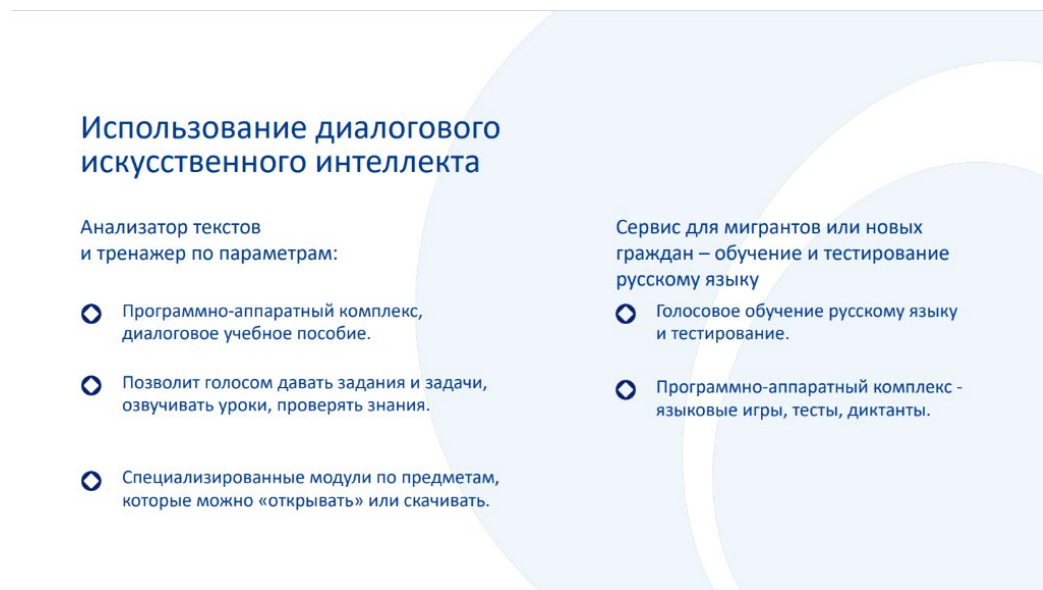 Использование диалогового
искусственного интеллекта
Анализатор текстов
и тренажер по параметрам:
Программно-аппаратный комплекс,
диалоговое учебное пособие.
Позволит голосом давать задания и задачи,
озвучивать уроки, проверять знания.
Специализированные модули по предметам,
которые можно «открывать» или скачивать.
Сервис для мигрантов или новых
граждан – обучение и тестирование
русскому языку
Голосовое обучение русскому языку
и тестирование.
Программно-аппаратный комплекс -
языковые игры, тесты, диктанты.